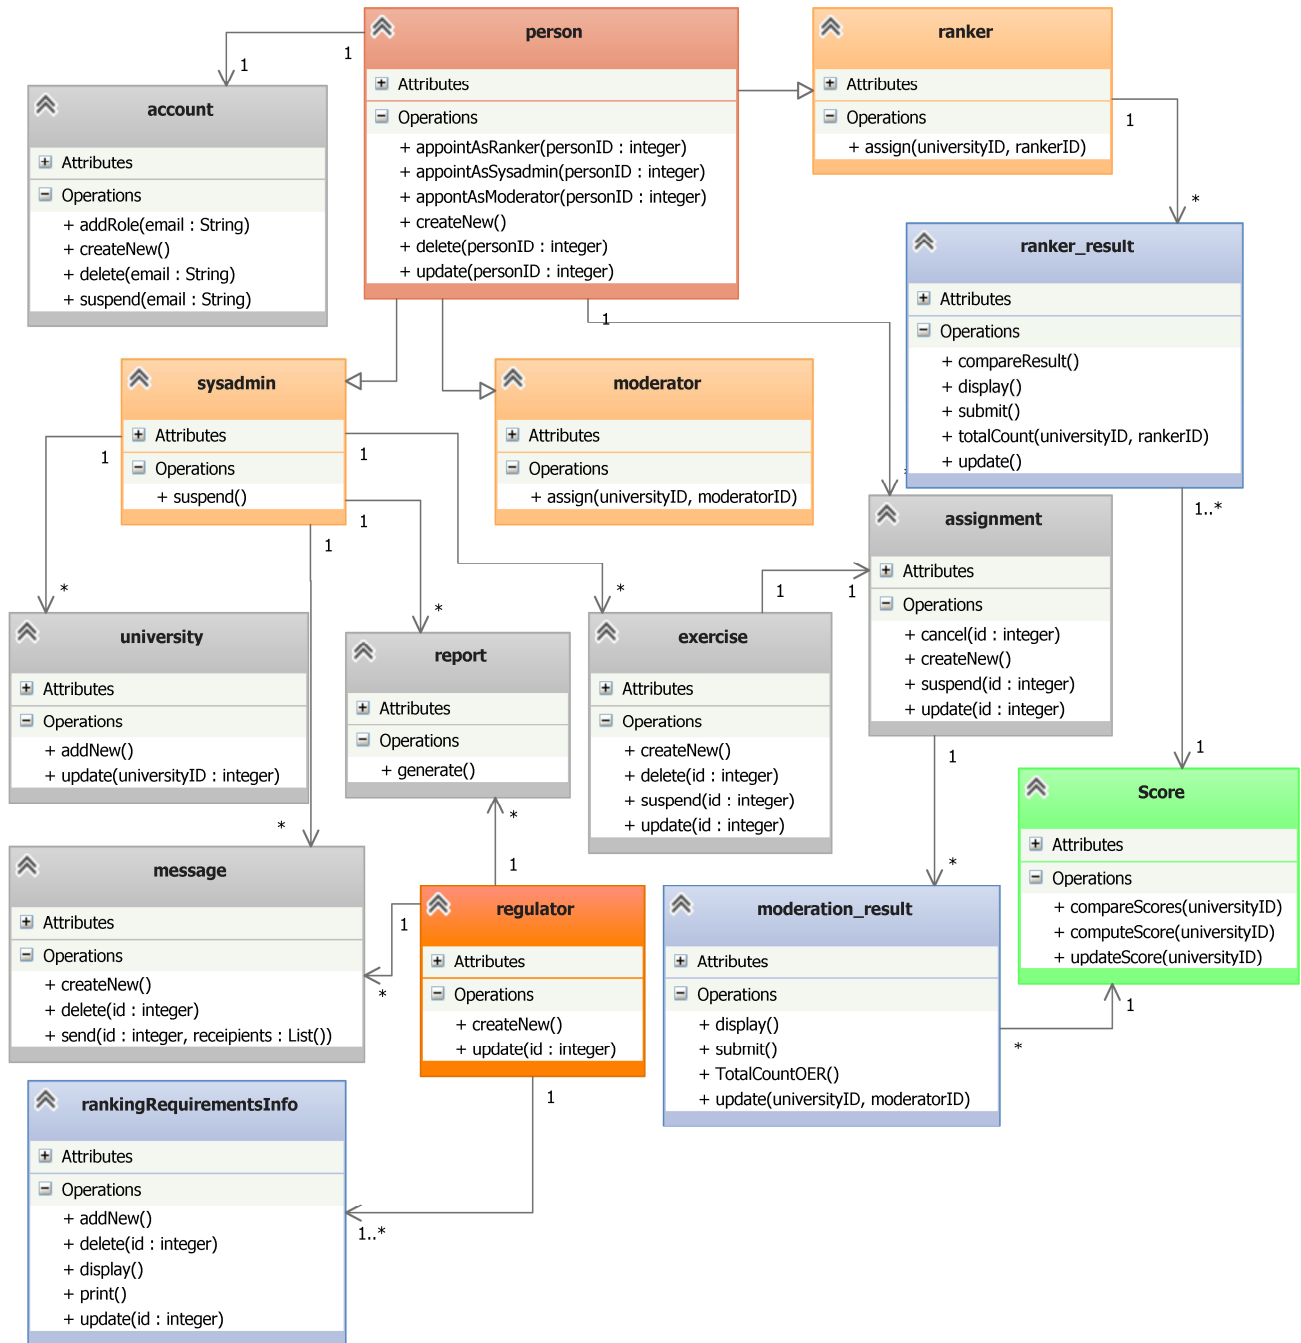 person
Attributes
Operations
+ appointAsRanker(personID : integer)
+ appointAsSysadmin(personID : integer)
+ appontAsModerator(personID : integer)
+ createNew()
+ delete(personID : integer)
+ update(personID : integer)
1
1
1
ranker
Attributes
Operations
+ assign(universityID, rankerID)
1
*
account
Attributes
Operations
+ addRole(email : String)
+ createNew()
+ delete(email : String)
+ suspend(email : String)
ranker_result
Attributes
Operations
+ compareResult()
+ display()
+ submit()
+ totalCount(universityID, rankerID)
+ update()
1..*
1
sysadmin
Attributes
Operations
+ suspend()
1
1
1
1
*
*
*
*
moderator
Attributes
Operations
+ assign(universityID, moderatorID)
assignment
Attributes
Operations
+ cancel(id : integer)
+ createNew()
+ suspend(id : integer)
+ update(id : integer)
1
*
university
Attributes
Operations
+ addNew()
+ update(universityID : integer)
report
Attributes
Operations
+ generate()
*
1
exercise
Attributes
Operations
+ createNew()
+ delete(id : integer)
+ suspend(id : integer)
+ update(id : integer)
1
1
Score
Attributes
Operations
+ compareScores(universityID)
+ computeScore(universityID)
+ updateScore(universityID)
1
message
Attributes
Operations
+ createNew()
+ delete(id : integer)
+ send(id : integer, receipients : List())
regulator
Attributes
Operations
+ createNew()
+ update(id : integer)
1
*
1
1..*
moderation_result
Attributes
Operations
+ display()
+ submit()
+ TotalCountOER()
+ update(universityID, moderatorID)
*
rankingRequirementsInfo
Attributes
Operations
+ addNew()
+ delete(id : integer)
+ display()
+ print()
+ update(id : integer)